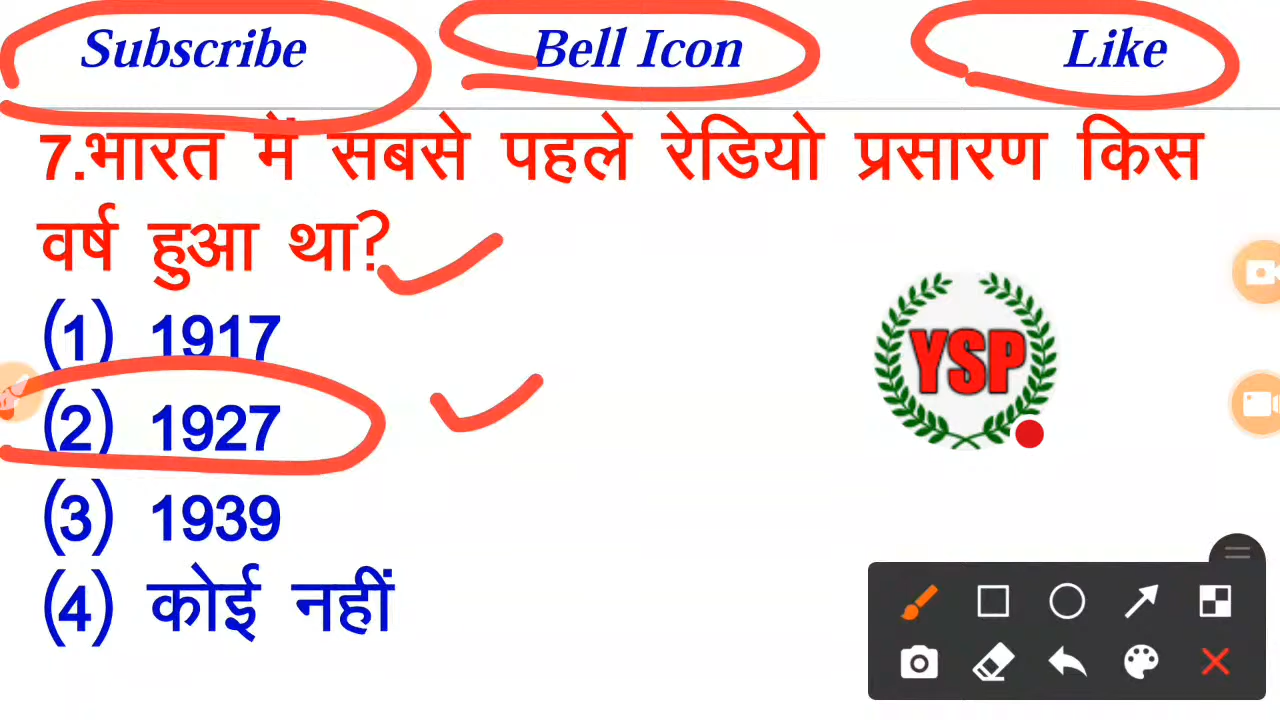 Subscribe Bell Icon Like
7.भारत में सबसे पहले रेडियो प्रसारण किस
वर्ष हुआ था?
(1) 1917
(2) 1927
(3) 1939
(4) कोई नहीं
YSP